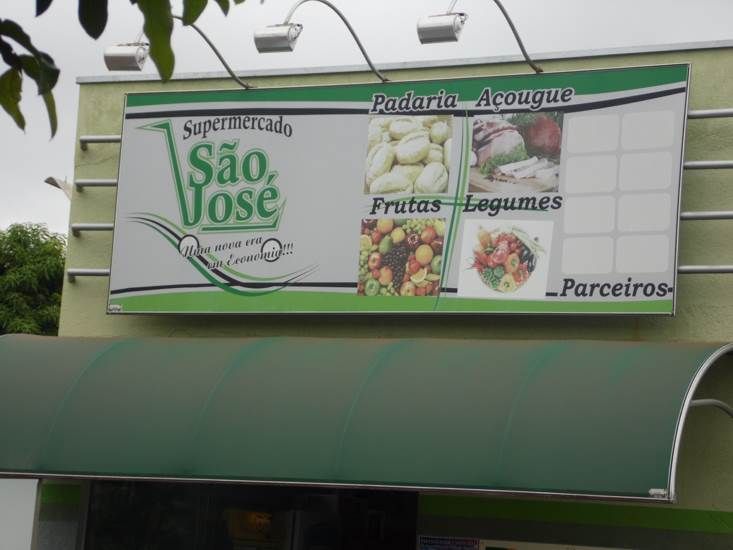 Supermercado
São
José
Uma nova era
em Economia!!!
Padaria
Açougue
Frutas
Legumes
Parceiros